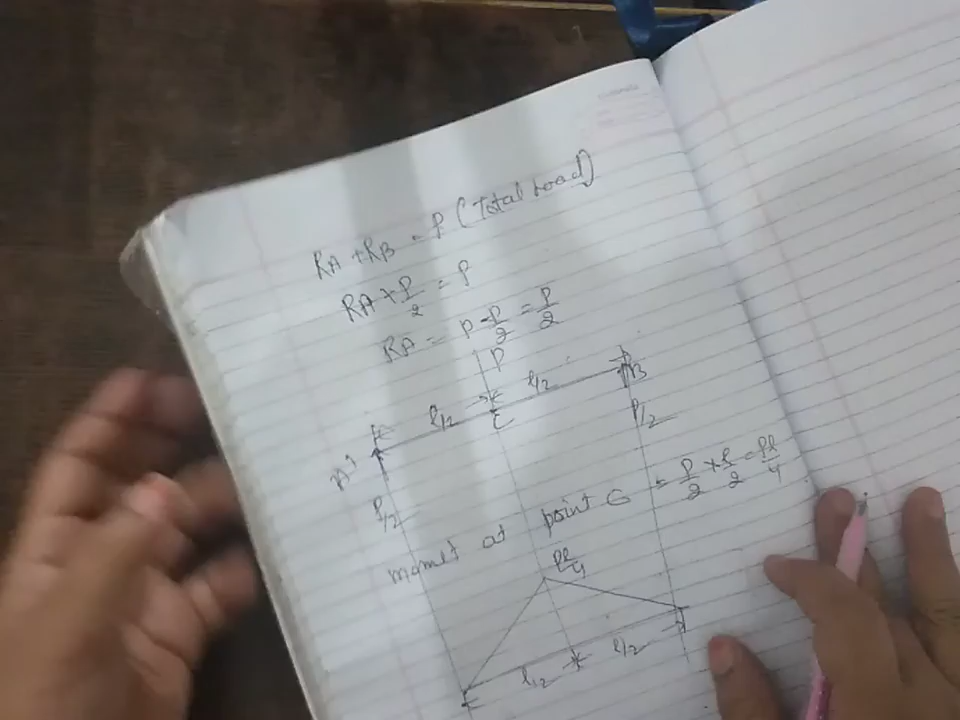 RA + RB = P (Total Load)
RA + P/2 = P
RA = P - P/2 = P/2
P
l/2 l/2
A C B
P/2 P/2
moment at point C = P/2 × l/2 = Pl/4
Pl/4
l/2 l/2